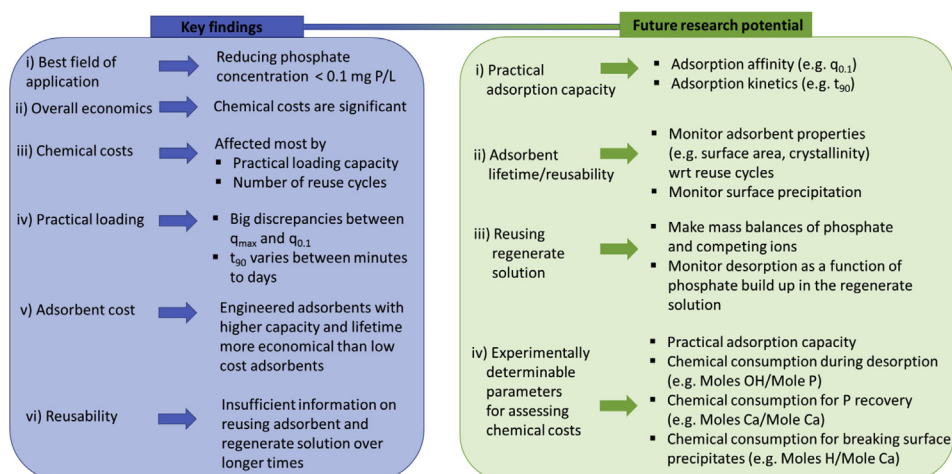 Key findings
i) Best field of
application
Reducing phosphate
concentration < 0.1 mg P/L
ii) Overall economics
Chemical costs are significant
iii) Chemical costs
Affected most by
▪ Practical loading capacity
▪ Number of reuse cycles
iv) Practical loading
▪ Big discrepancies between
qmax and q0.1
▪ t90 varies between minutes
to days
v) Adsorbent cost
Engineered adsorbents with
higher capacity and lifetime
more economical than low
cost adsorbents
vi) Reusability
Insufficient information on
reusing adsorbent and
regenerate solution over
longer times
Future research potential
i) Practical
adsorption capacity
▪ Adsorption affinity (e.g. q0.1)
▪ Adsorption kinetics (e.g. t90)
ii) Adsorbent
lifetime/reusability
▪ Monitor adsorbent properties
(e.g. surface area, crystallinity)
wrt reuse cycles
▪ Monitor surface precipitation
iii) Reusing
regenerate
solution
▪ Make mass balances of phosphate
and competing ions
▪ Monitor desorption as a function of
phosphate build up in the regenerate
solution
iv) Experimentally
determinable
parameters
for assessing
chemical costs
▪ Practical adsorption capacity
▪ Chemical consumption during desorption
(e.g. Moles OH/Mole P)
▪ Chemical consumption for P recovery
(e.g. Moles Ca/Mole Ca)
▪ Chemical consumption for breaking surface
precipitates (e.g. Moles H/Mole Ca)